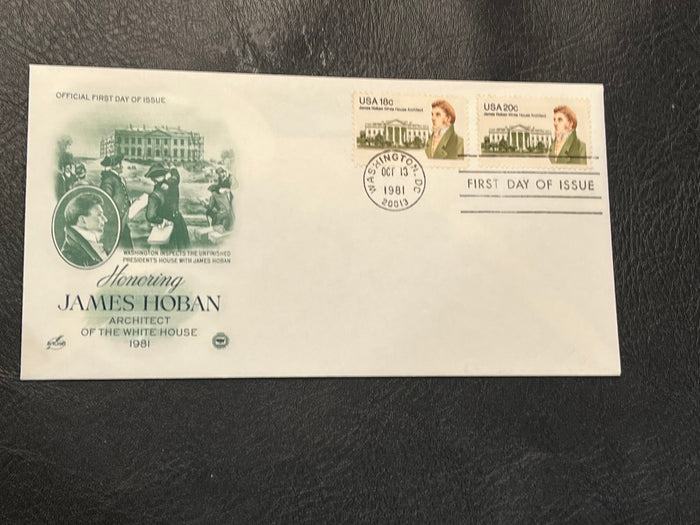 OFFICIAL FIRST DAY OF ISSUE
WASHINGTON INSPECTS THE UNFINISHED
PRESIDENT'S HOUSE WITH JAMES HOBAN
Honoring
JAMES HOBAN
ARCHITECT
OF THE WHITE HOUSE
1981
USA 18c
James Hoban White House Architect
USA 20c
James Hoban White House Architect
WASHINGTON, DC
OCT 13
1981
20013
FIRST DAY OF ISSUE